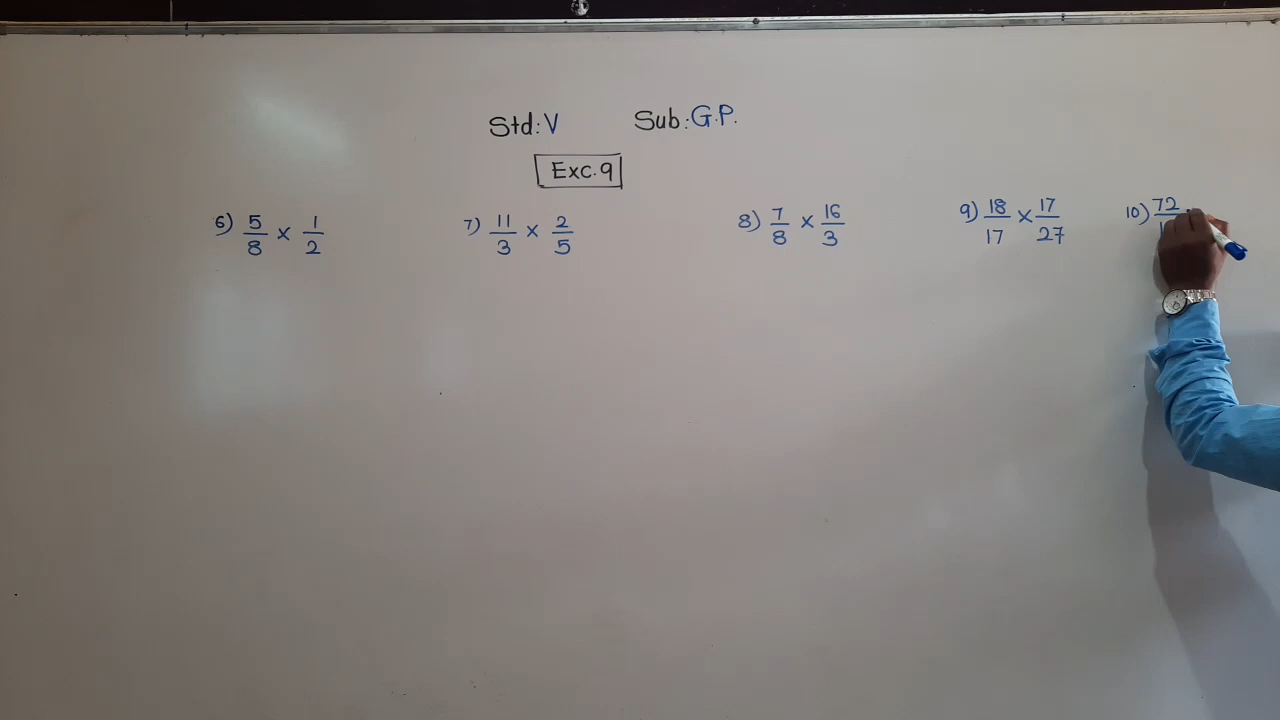 Std: V Sub: G.P.
Exc. 9
6) 5/8 × 1/2 7) 11/3 × 2/5 8) 7/8 × 16/3 9) 18/17 × 17/27 10) 72/